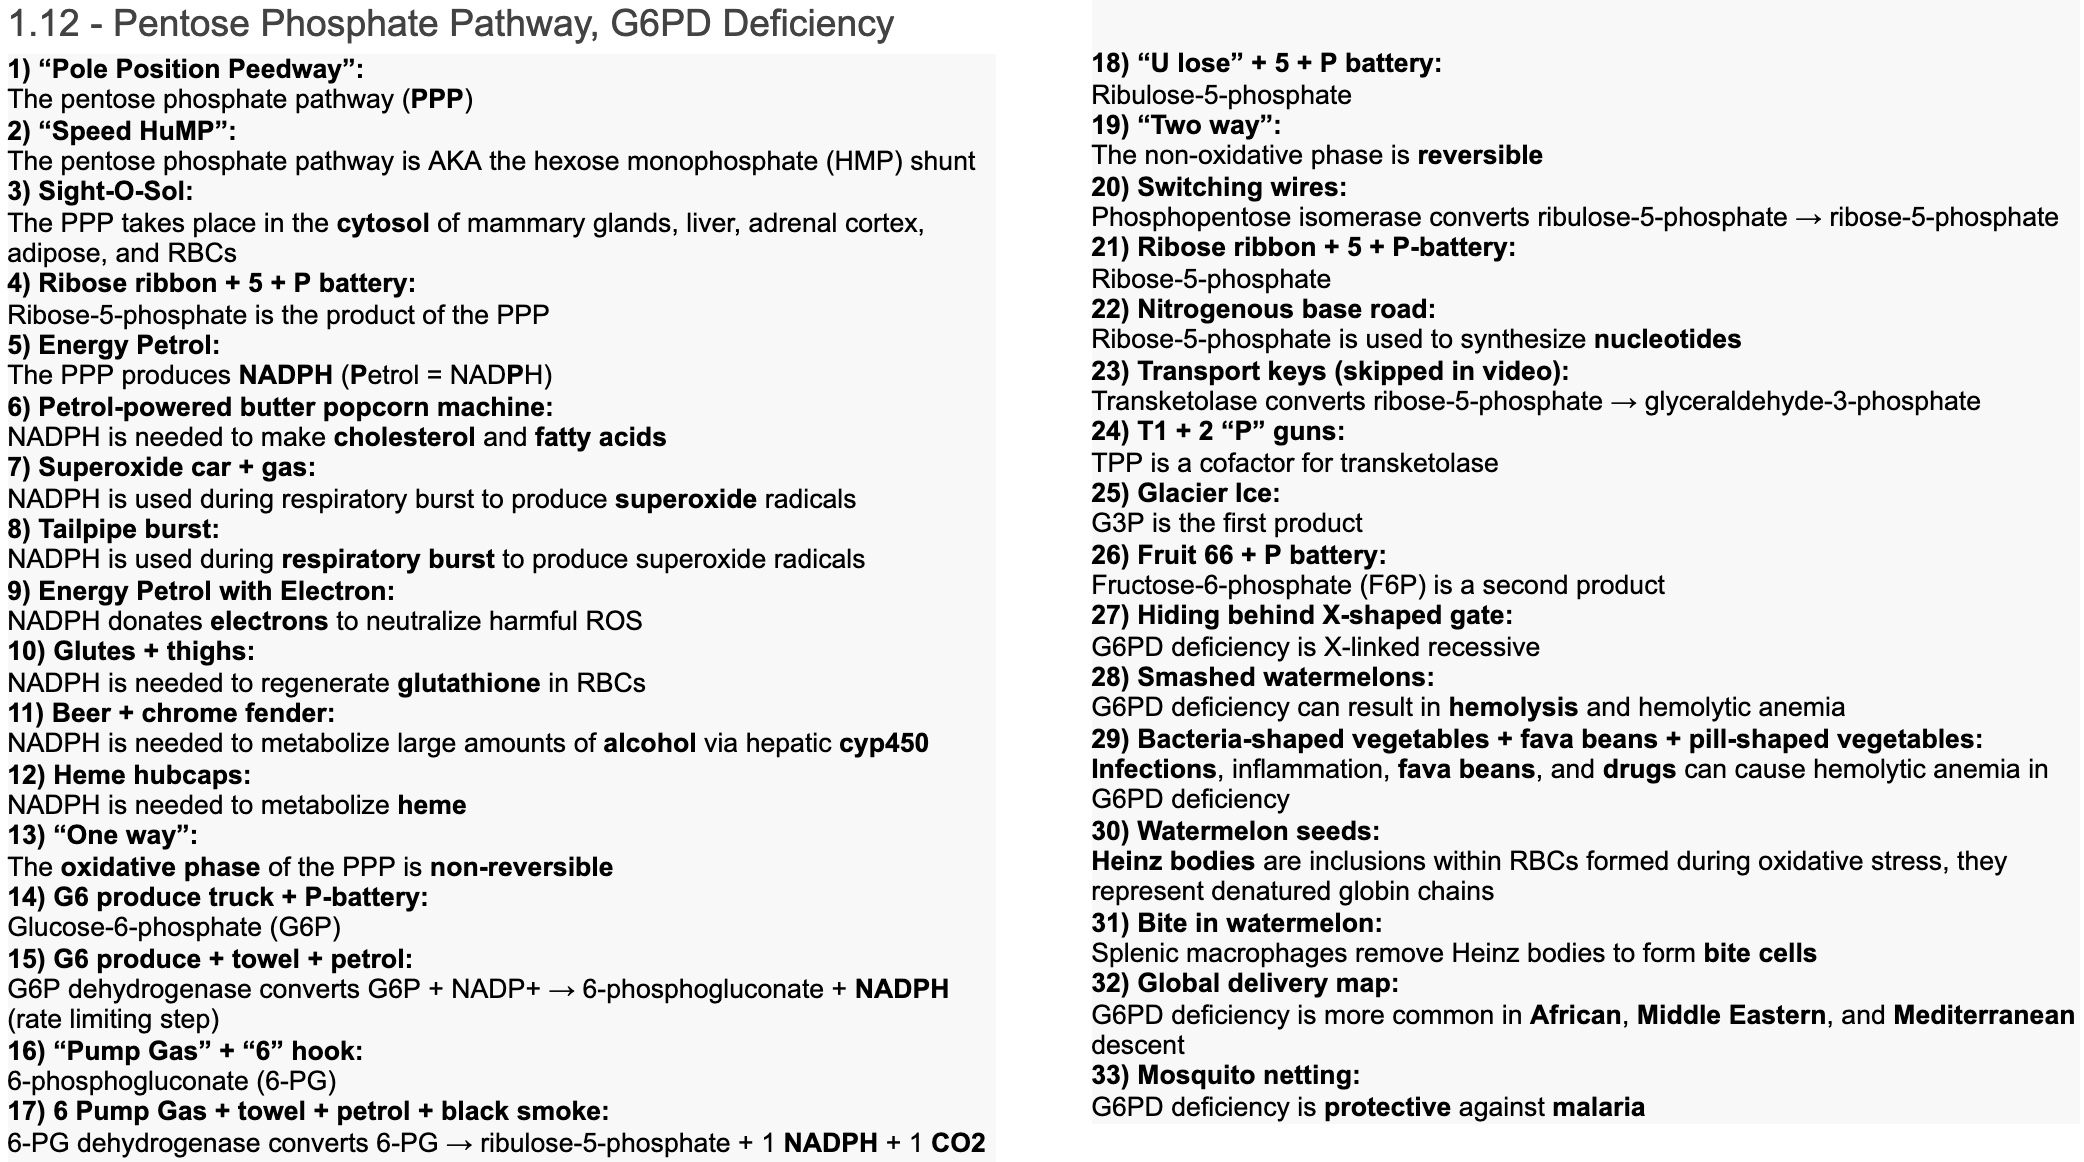 1.12 - Pentose Phosphate Pathway, G6PD Deficiency
1) “Pole Position Peedway”:
The pentose phosphate pathway (PPP)
2) “Speed HuMP”:
The pentose phosphate pathway is AKA the hexose monophosphate (HMP) shunt
3) Sight-O-Sol:
The PPP takes place in the cytosol of mammary glands, liver, adrenal cortex,
adipose, and RBCs
4) Ribose ribbon + 5 + P battery:
Ribose-5-phosphate is the product of the PPP
5) Energy Petrol:
The PPP produces NADPH (Petrol = NADPH)
6) Petrol-powered butter popcorn machine:
NADPH is needed to make cholesterol and fatty acids
7) Superoxide car + gas:
NADPH is used during respiratory burst to produce superoxide radicals
8) Tailpipe burst:
NADPH is used during respiratory burst to produce superoxide radicals
9) Energy Petrol with Electron:
NADPH donates electrons to neutralize harmful ROS
10) Glutes + thighs:
NADPH is needed to regenerate glutathione in RBCs
11) Beer + chrome fender:
NADPH is needed to metabolize large amounts of alcohol via hepatic cyp450
12) Heme hubcaps:
NADPH is needed to metabolize heme
13) “One way”:
The oxidative phase of the PPP is non-reversible
14) G6 produce truck + P-battery:
Glucose-6-phosphate (G6P)
15) G6 produce + towel + petrol:
G6P dehydrogenase converts G6P + NADP+ → 6-phosphogluconate + NADPH
(rate limiting step)
16) “Pump Gas” + “6” hook:
6-phosphogluconate (6-PG)
17) 6 Pump Gas + towel + petrol + black smoke:
6-PG dehydrogenase converts 6-PG → ribulose-5-phosphate + 1 NADPH + 1 CO2
18) “U lose” + 5 + P battery:
Ribulose-5-phosphate
19) “Two way”:
The non-oxidative phase is reversible
20) Switching wires:
Phosphopentose isomerase converts ribulose-5-phosphate → ribose-5-phosphate
21) Ribose ribbon + 5 + P-battery:
Ribose-5-phosphate
22) Nitrogenous base road:
Ribose-5-phosphate is used to synthesize nucleotides
23) Transport keys (skipped in video):
Transketolase converts ribose-5-phosphate → glyceraldehyde-3-phosphate
24) T1 + 2 “P” guns:
TPP is a cofactor for transketolase
25) Glacier Ice:
G3P is the first product
26) Fruit 66 + P battery:
Fructose-6-phosphate (F6P) is a second product
27) Hiding behind X-shaped gate:
G6PD deficiency is X-linked recessive
28) Smashed watermelons:
G6PD deficiency can result in hemolysis and hemolytic anemia
29) Bacteria-shaped vegetables + fava beans + pill-shaped vegetables:
Infections, inflammation, fava beans, and drugs can cause hemolytic anemia in
G6PD deficiency
30) Watermelon seeds:
Heinz bodies are inclusions within RBCs formed during oxidative stress, they
represent denatured globin chains
31) Bite in watermelon:
Splenic macrophages remove Heinz bodies to form bite cells
32) Global delivery map:
G6PD deficiency is more common in African, Middle Eastern, and Mediterranean
descent
33) Mosquito netting:
G6PD deficiency is protective against malaria